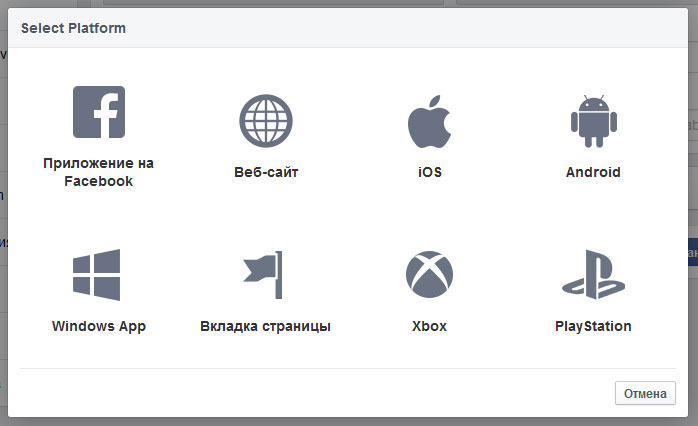 Select Platform
Приложение на
Facebook
Веб-сайт
iOS
Android
Windows App
Вкладка страницы
Xbox
PlayStation
Отмена